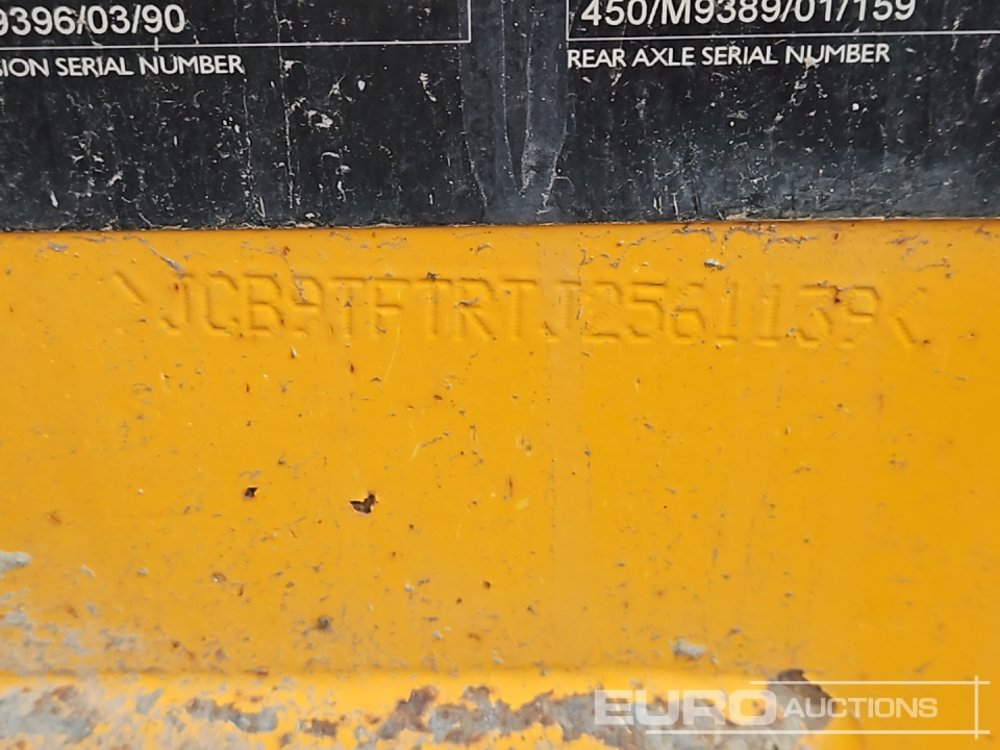 9396/03/90
450/M9389/01/159
SION SERIAL NUMBER
REAR AXLE SERIAL NUMBER
>JCB9TFTRTJ2561139<
EURO AUCTIONS